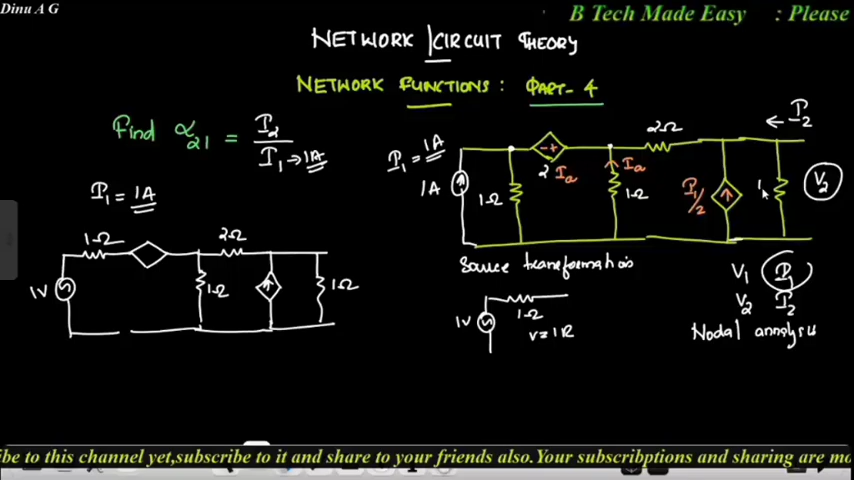 Dinu A G
B Tech Made Easy : Please
NETWORK | CIRCUIT THEORY
NETWORK FUNCTIONS : PART - 4
Find α21 = I2 / I1 → 1A
I1 = 1A
1Ω
2Ω
1V
1Ω
1Ω
I1 = 1A
1A
1Ω
- +
2 Ia
Ia
1Ω
2Ω
I1/2
← I2
1
V2
Source transformation
1V
1Ω
V = 1
V1 I1
V2 I2
Nodal analysis
be to this channel yet,subscribe to it and share to your friends also.Your subscribptions and sharing are mo